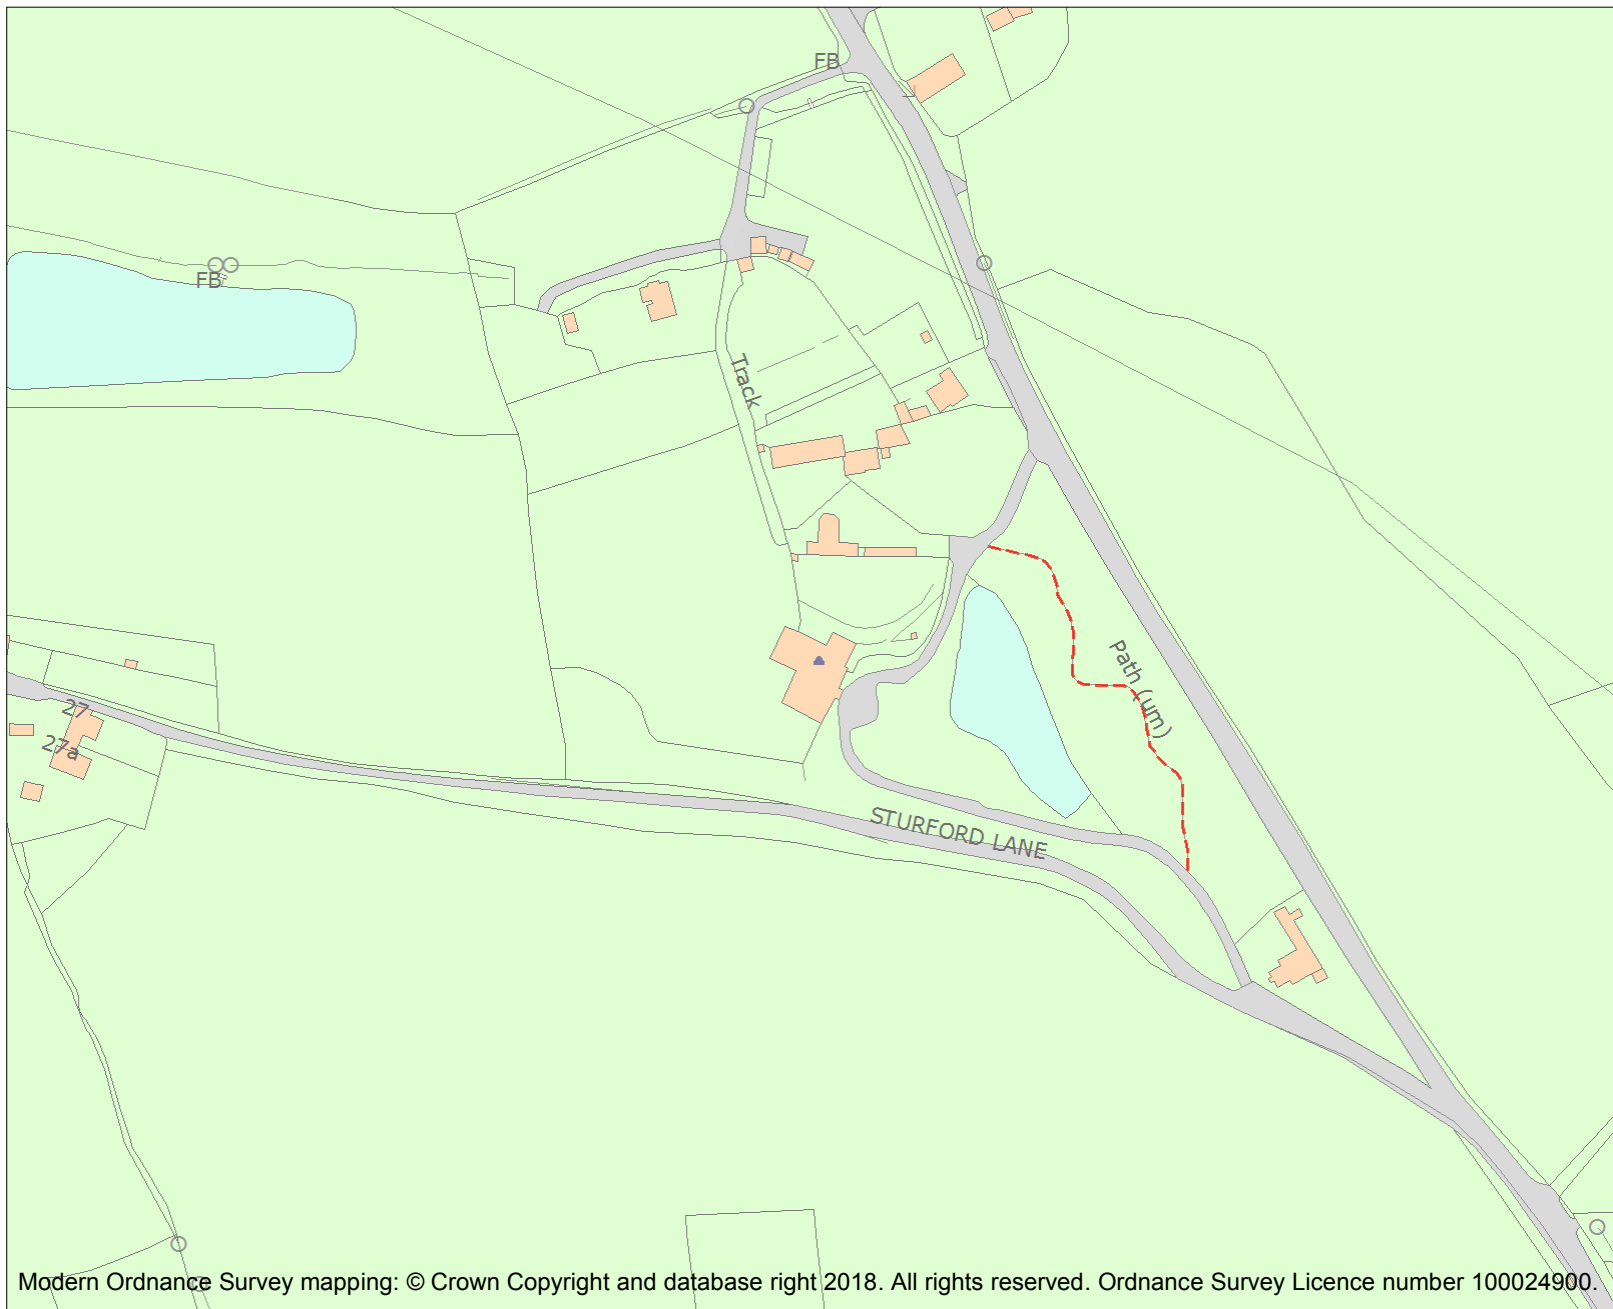 FB
FB
Track
Path (um)
27
27a
STURFORD LANE
Modern Ordnance Survey mapping: © Crown Copyright and database right 2018. All rights reserved. Ordnance Survey Licence number 100024900.